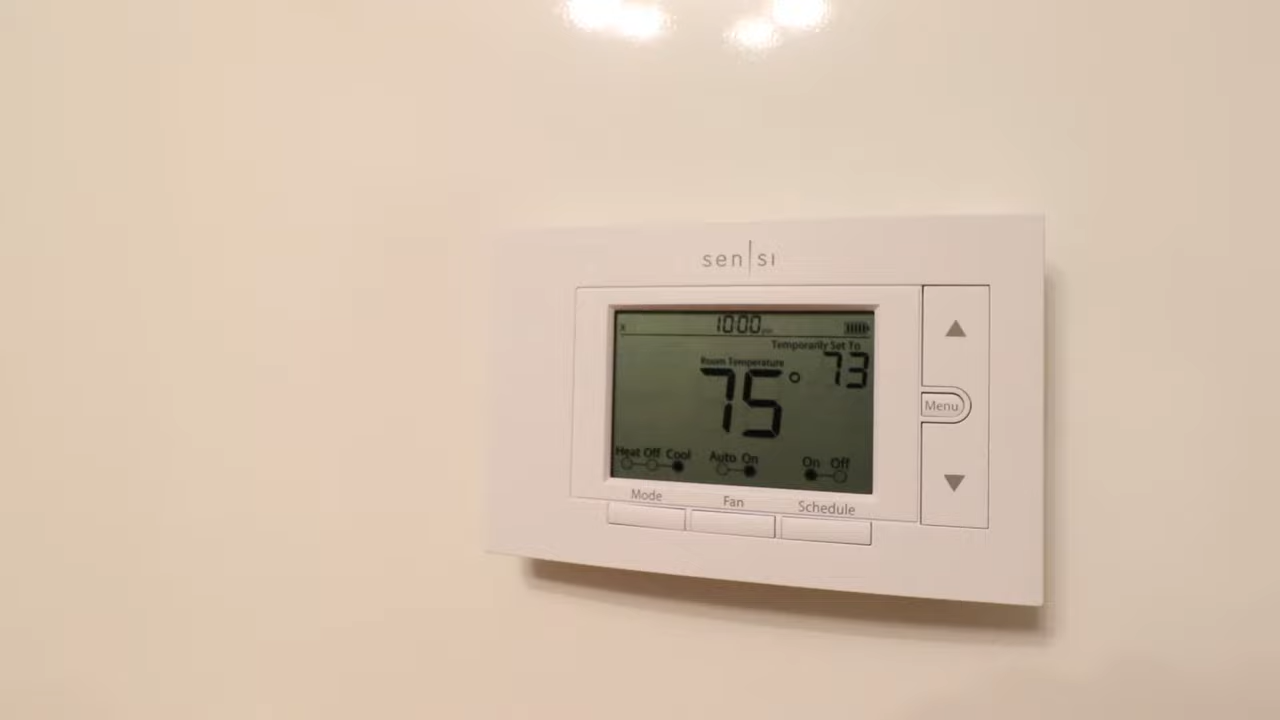 sen|si
10:00 pm
Temporarily Set To
Room Temperature
75° 73
Heat Off Cool Auto On On Off
Mode Fan Schedule
Menu